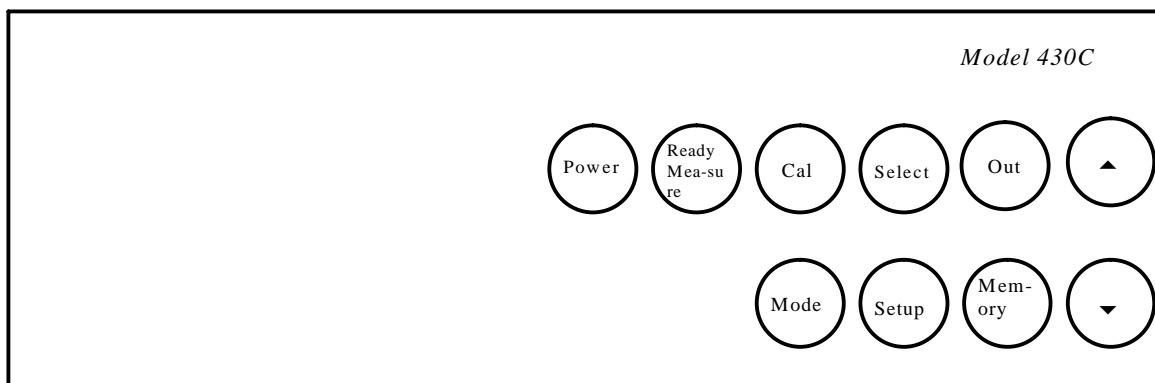 Model 430C
Power
Ready
Mea-su
re
Cal
Select
Out
Mode
Setup
Mem-
ory